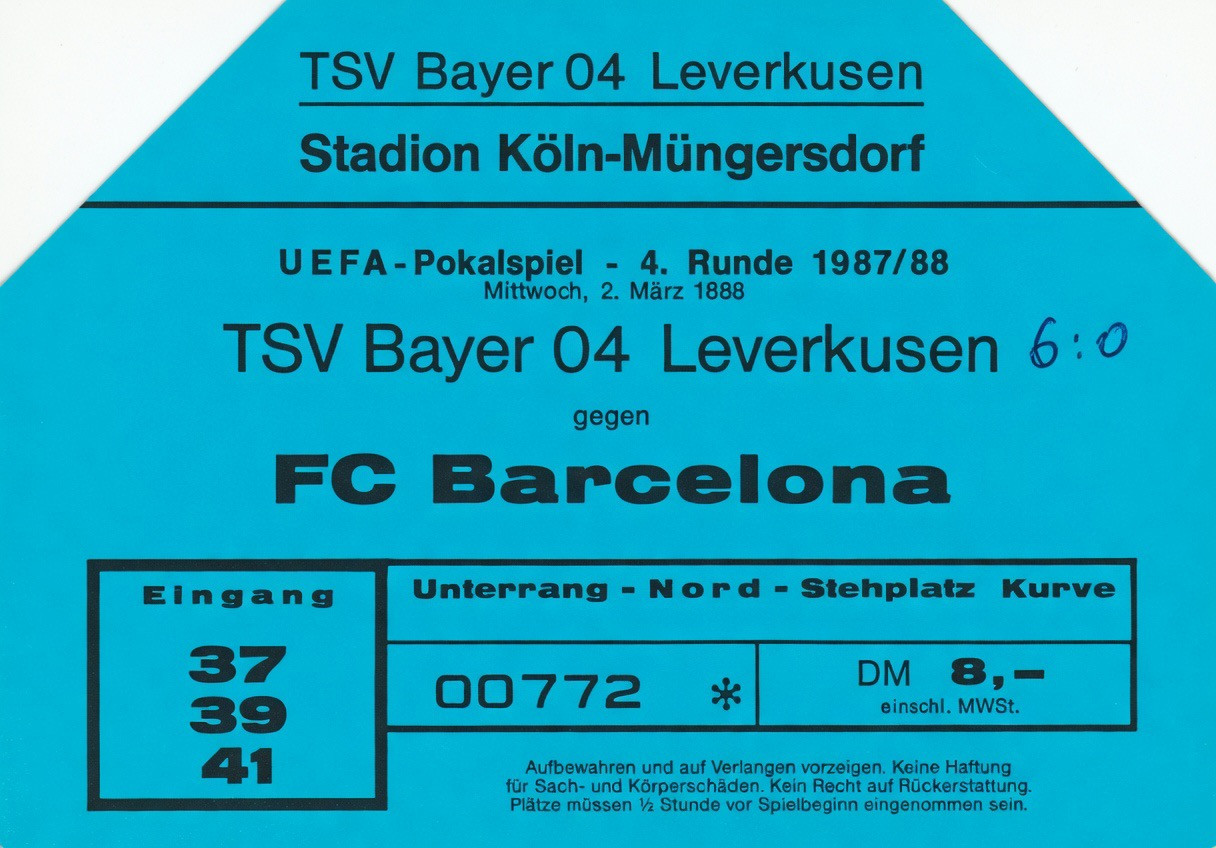 TSV Bayer 04 Leverkusen
Stadion Köln-Müngersdorf
UEFA-Pokalspiel - 4. Runde 1987/88
Mittwoch, 2. März 1888
TSV Bayer 04 Leverkusen 6:0
gegen
FC Barcelona
Eingang
37
39
41
Unterrang - Nord - Stehplatz Kurve
00772 *
DM 8,-
einschl. MWSt.
Aufbewahren und auf Verlangen vorzeigen. Keine Haftung
für Sach- und Körperschäden. Kein Recht auf Rückerstattung.
Plätze müssen ½ Stunde vor Spielbeginn eingenommen sein.